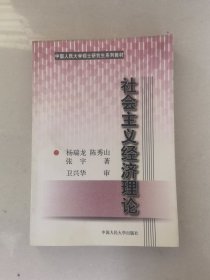 中国人民大学硕士研究生系列教材
社会主义经济理论
杨瑞龙 陈秀山
张宇 著
卫兴华 审
中国人民大学出版社